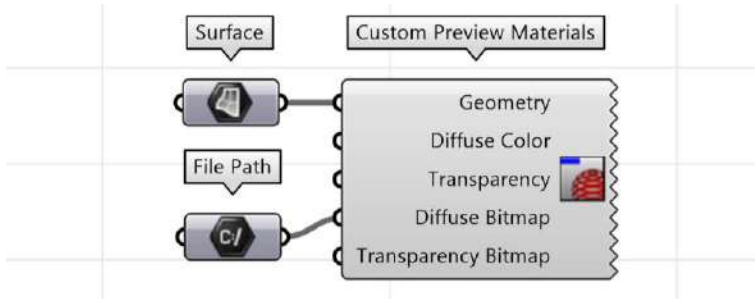 Surface
Custom Preview Materials
Geometry
Diffuse Color
File Path
Transparency
C:/
Diffuse Bitmap
Transparency Bitmap